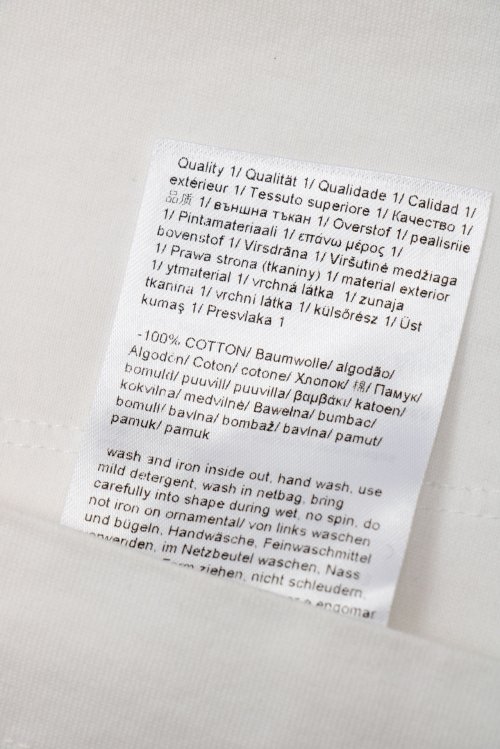 Quality 1/ Qualität 1/ Qualidade 1/ Calidad 1/
extérieur 1/ Tessuto superiore 1/ Качество 1/
品质 1/ външна тъкан 1/ Overstof 1/ pealisriie
1/ Pintamateriaali 1/ επάνω μέρος 1/
bovenstof 1/ Virsdrāna 1/ Viršutinė medžiaga
1/ Prawa strona (tkaniny) 1/ material exterior
1/ ytmaterial 1/ vrchná látka 1/ zunaja
tkanina 1/ vrchní látka 1/ külsőrész 1/ Üst
kumaş 1/ Presvlaka 1
-100% COTTON/ Baumwolle/ algodão/
Algodón/ Coton/ cotone/ Хлопок/ 棉/ Памук/
bomuld/ puuvill/ puuvilla/ βαμβάκι/ katoen/
kokvilna/ medvilnė/ Bawełna/ bumbac/
bomull/ bavlna/ bombaž/ bavlna/ pamut/
pamuk/ pamuk
wash and iron inside out, hand wash, use
mild detergent, wash in netbag, bring
carefully into shape during wet, no spin, do
not iron on ornamental/ von links waschen
und bügeln, Handwäsche, Feinwaschmittel
verwenden, im Netzbeutel waschen, Nass
Form ziehen, nicht schleudern,
e engomar